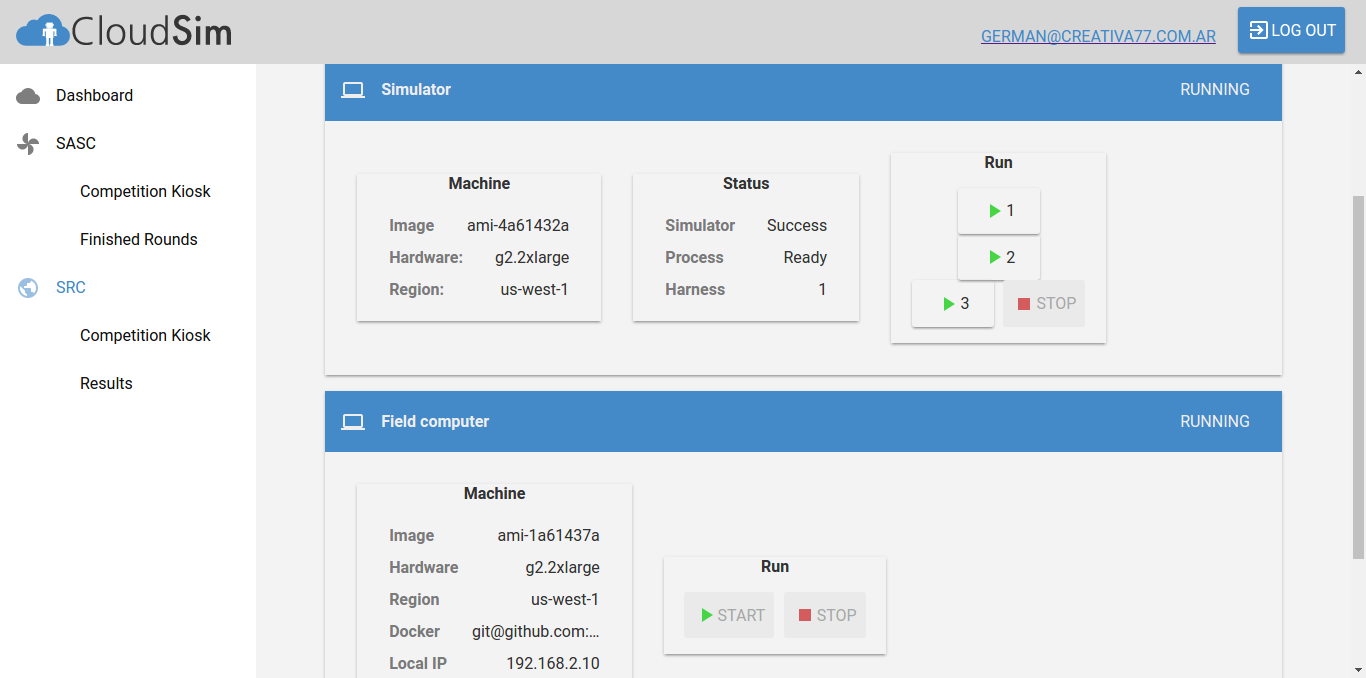 CloudSim
GERMAN@CREATIVA77.COM.AR
LOG OUT
Dashboard
SASC
Competition Kiosk
Finished Rounds
SRC
Competition Kiosk
Results
Simulator RUNNING
Machine
Image ami-4a61432a
Hardware: g2.2xlarge
Region: us-west-1
Status
Simulator Success
Process Ready
Harness 1
Run
1
2
3 STOP
Field computer RUNNING
Machine
Image ami-1a61437a
Hardware g2.2xlarge
Region us-west-1
Docker git@github.com:...
Local IP 192.168.2.10
Run
START STOP